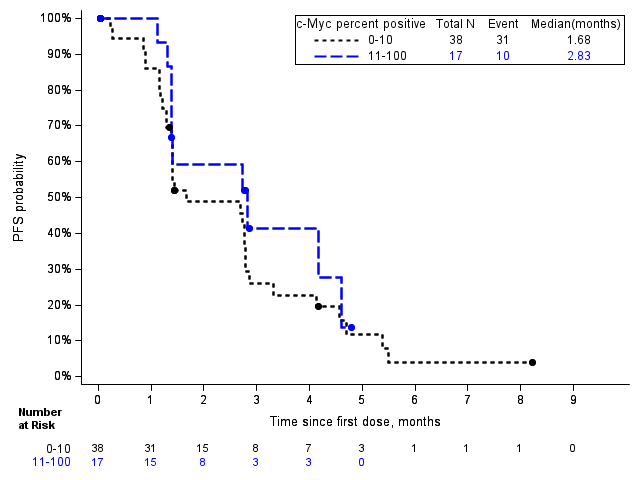 c-Myc percent positive Total N Event Median(months)
0-10 38 31 1.68
11-100 17 10 2.83
100%
90%
80%
70%
60%
50%
40%
30%
20%
10%
0%
PFS probability
0 1 2 3 4 5 6 7 8 9
Time since first dose, months
Number
at Risk
0-10 38 31 15 8 7 3 1 1 1 0
11-100 17 15 8 3 3 0